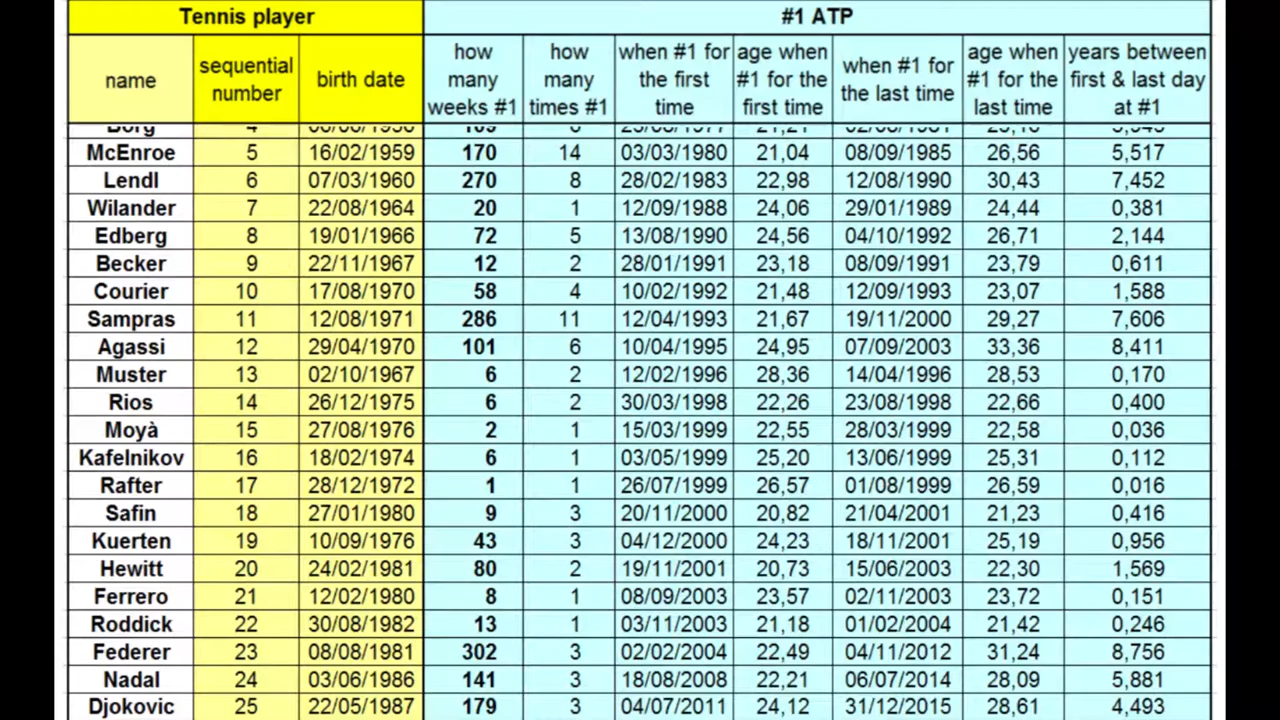 Tennis player #1 ATP
name sequential number birth date how many weeks #1 how many times #1 when #1 for the first time age when #1 for the first time when #1 for the last time age when #1 for the last time years between first & last day at #1
Borg 4
McEnroe 5 16/02/1959 170 14 03/03/1980 21,04 08/09/1985 26,56 5,517
Lendl 6 07/03/1960 270 8 28/02/1983 22,98 12/08/1990 30,43 7,452
Wilander 7 22/08/1964 20 1 12/09/1988 24,06 29/01/1989 24,44 0,381
Edberg 8 19/01/1966 72 5 13/08/1990 24,56 04/10/1992 26,71 2,144
Becker 9 22/11/1967 12 2 28/01/1991 23,18 08/09/1991 23,79 0,611
Courier 10 17/08/1970 58 4 10/02/1992 21,48 12/09/1993 23,07 1,588
Sampras 11 12/08/1971 286 11 12/04/1993 21,67 19/11/2000 29,27 7,606
Agassi 12 29/04/1970 101 6 10/04/1995 24,95 07/09/2003 33,36 8,411
Muster 13 02/10/1967 6 2 12/02/1996 28,36 14/04/1996 28,53 0,170
Rios 14 26/12/1975 6 2 30/03/1998 22,26 23/08/1998 22,66 0,400
Moyà 15 27/08/1976 2 1 15/03/1999 22,55 28/03/1999 22,58 0,036
Kafelnikov 16 18/02/1974 6 1 03/05/1999 25,20 13/06/1999 25,31 0,112
Rafter 17 28/12/1972 1 1 26/07/1999 26,57 01/08/1999 26,59 0,016
Safin 18 27/01/1980 9 3 20/11/2000 20,82 21/04/2001 21,23 0,416
Kuerten 19 10/09/1976 43 3 04/12/2000 24,23 18/11/2001 25,19 0,956
Hewitt 20 24/02/1981 80 2 19/11/2001 20,73 15/06/2003 22,30 1,569
Ferrero 21 12/02/1980 8 1 08/09/2003 23,57 02/11/2003 23,72 0,151
Roddick 22 30/08/1982 13 1 03/11/2003 21,18 01/02/2004 21,42 0,246
Federer 23 08/08/1981 302 3 02/02/2004 22,49 04/11/2012 31,24 8,756
Nadal 24 03/06/1986 141 3 18/08/2008 22,21 06/07/2014 28,09 5,881
Djokovic 25 22/05/1987 179 3 04/07/2011 24,12 31/12/2015 28,61 4,493